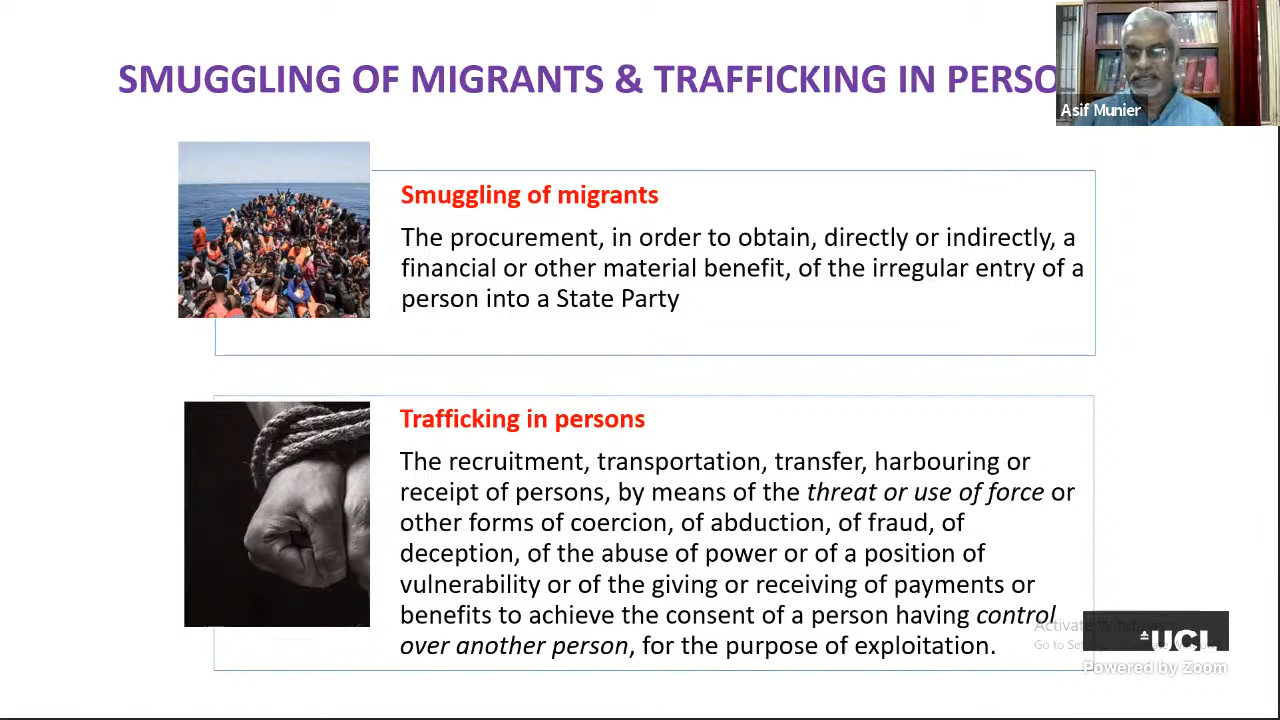 SMUGGLING OF MIGRANTS & TRAFFICKING IN PERSO
Asif Munier
Smuggling of migrants
The procurement, in order to obtain, directly or indirectly, a
financial or other material benefit, of the irregular entry of a
person into a State Party
Trafficking in persons
The recruitment, transportation, transfer, harbouring or
receipt of persons, by means of the threat or use of force or
other forms of coercion, of abduction, of fraud, of
deception, of the abuse of power or of a position of
vulnerability or of the giving or receiving of payments or
benefits to achieve the consent of a person having control
over another person, for the purpose of exploitation.
Activate Windows
Go to
UCL
Powered by Zoom